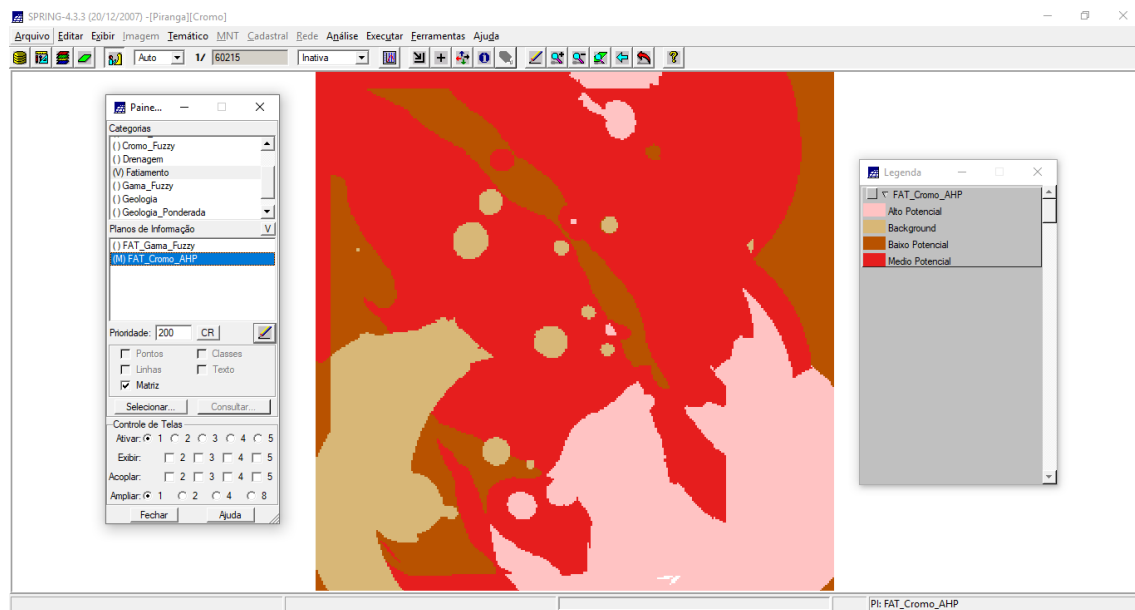 SPRING-4.3.3 (20/12/2007) -[Piranga][Cromo]
Arquivo Editar Exibir Imagem Temático MNT Cadastral Rede Análise Executar Ferramentas Ajuda
Auto 1/ 60215 Inativa
Paine...
Categorias
( ) Cromo_Fuzzy
( ) Drenagem
(V) Fatiamento
( ) Gama_Fuzzy
( ) Geologia
( ) Geologia_Ponderada
Planos de Informação V
( ) FAT_Gama_Fuzzy
(M) FAT_Cromo_AHP
Prioridade: 200 CR
Pontos Classes
Linhas Texto
Matriz
Selecionar... Consultar...
Controle de Telas
Ativar: 1 2 3 4 5
Exibir: 2 3 4 5
Acoplar: 2 3 4 5
Ampliar: 1 2 4 8
Fechar Ajuda
Legenda
FAT_Cromo_AHP
Alto Potencial
Background
Baixo Potencial
Medio Potencial
PI: FAT_Cromo_AHP